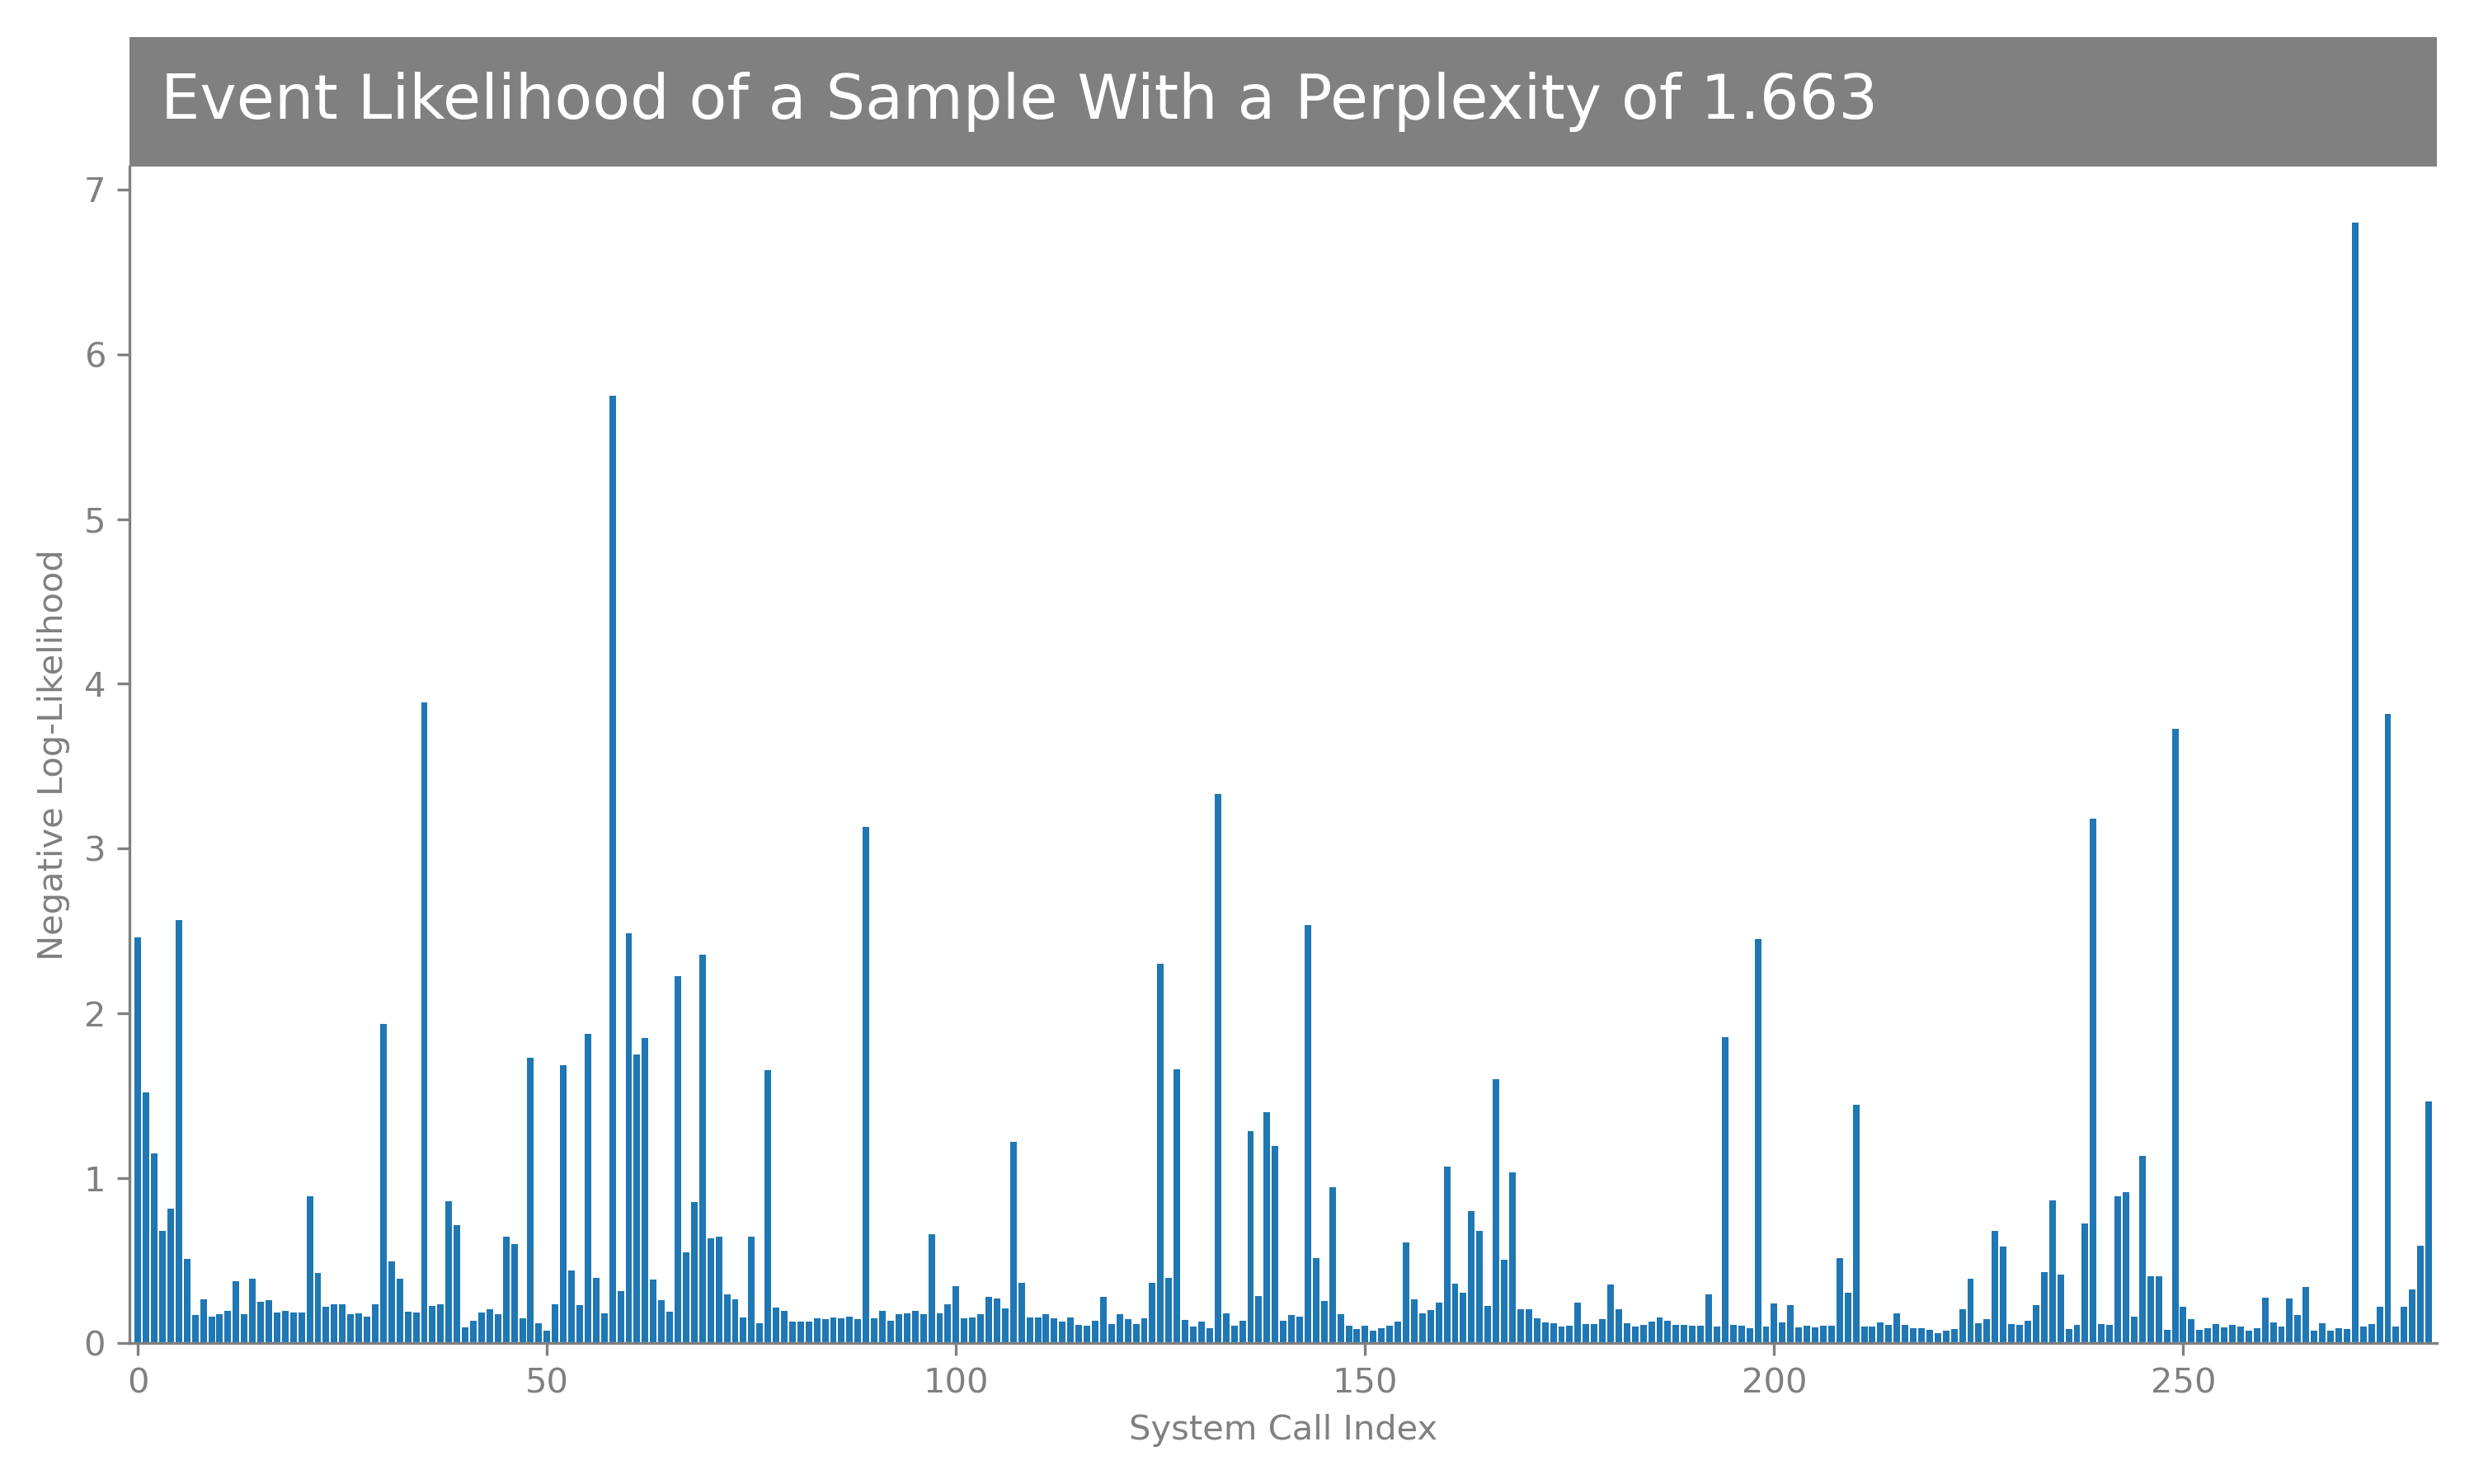 Event Likelihood of a Sample With a Perplexity of 1.663
7
6
5
4
3
2
1
0
Negative Log-Likelihood
0 50 100 150 200 250
System Call Index